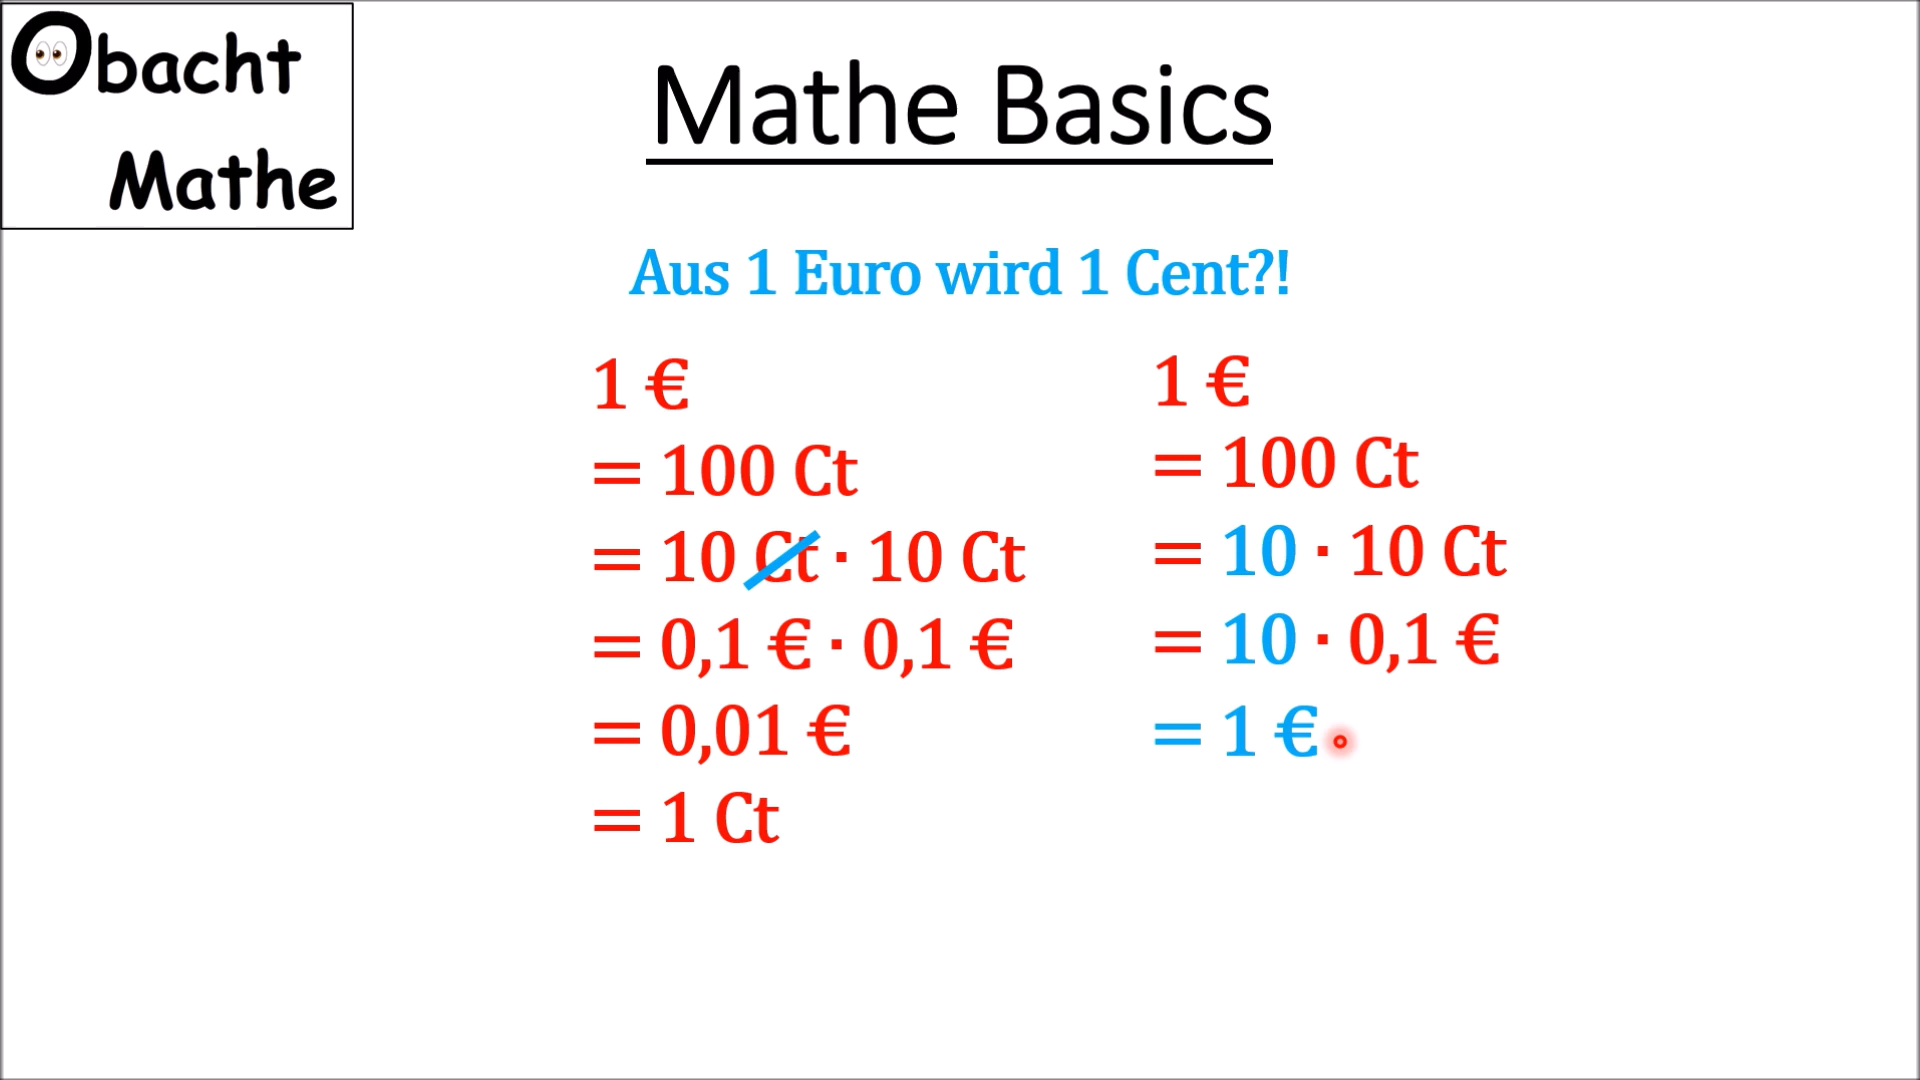 Obacht
Mathe
Mathe Basics
Aus 1 Euro wird 1 Cent?!
1 €
= 100 Ct
= 10 Ct · 10 Ct
= 0,1 € · 0,1 €
= 0,01 €
= 1 Ct
1 €
= 100 Ct
= 10 · 10 Ct
= 10 · 0,1 €
= 1 €